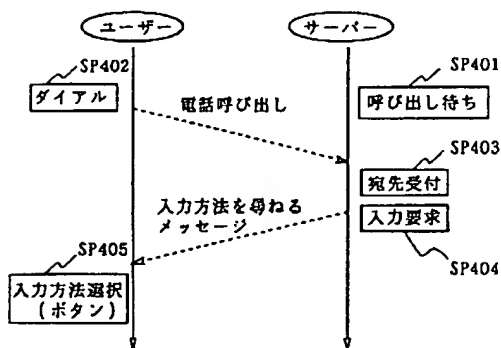 ユーザー
サーバー
SP402
SP401
ダイアル
電話呼び出し
呼び出し待ち
SP403
宛先受付
入力方法を尋ねる
メッセージ
入力要求
SP405
SP404
入力方法選択
(ボタン)